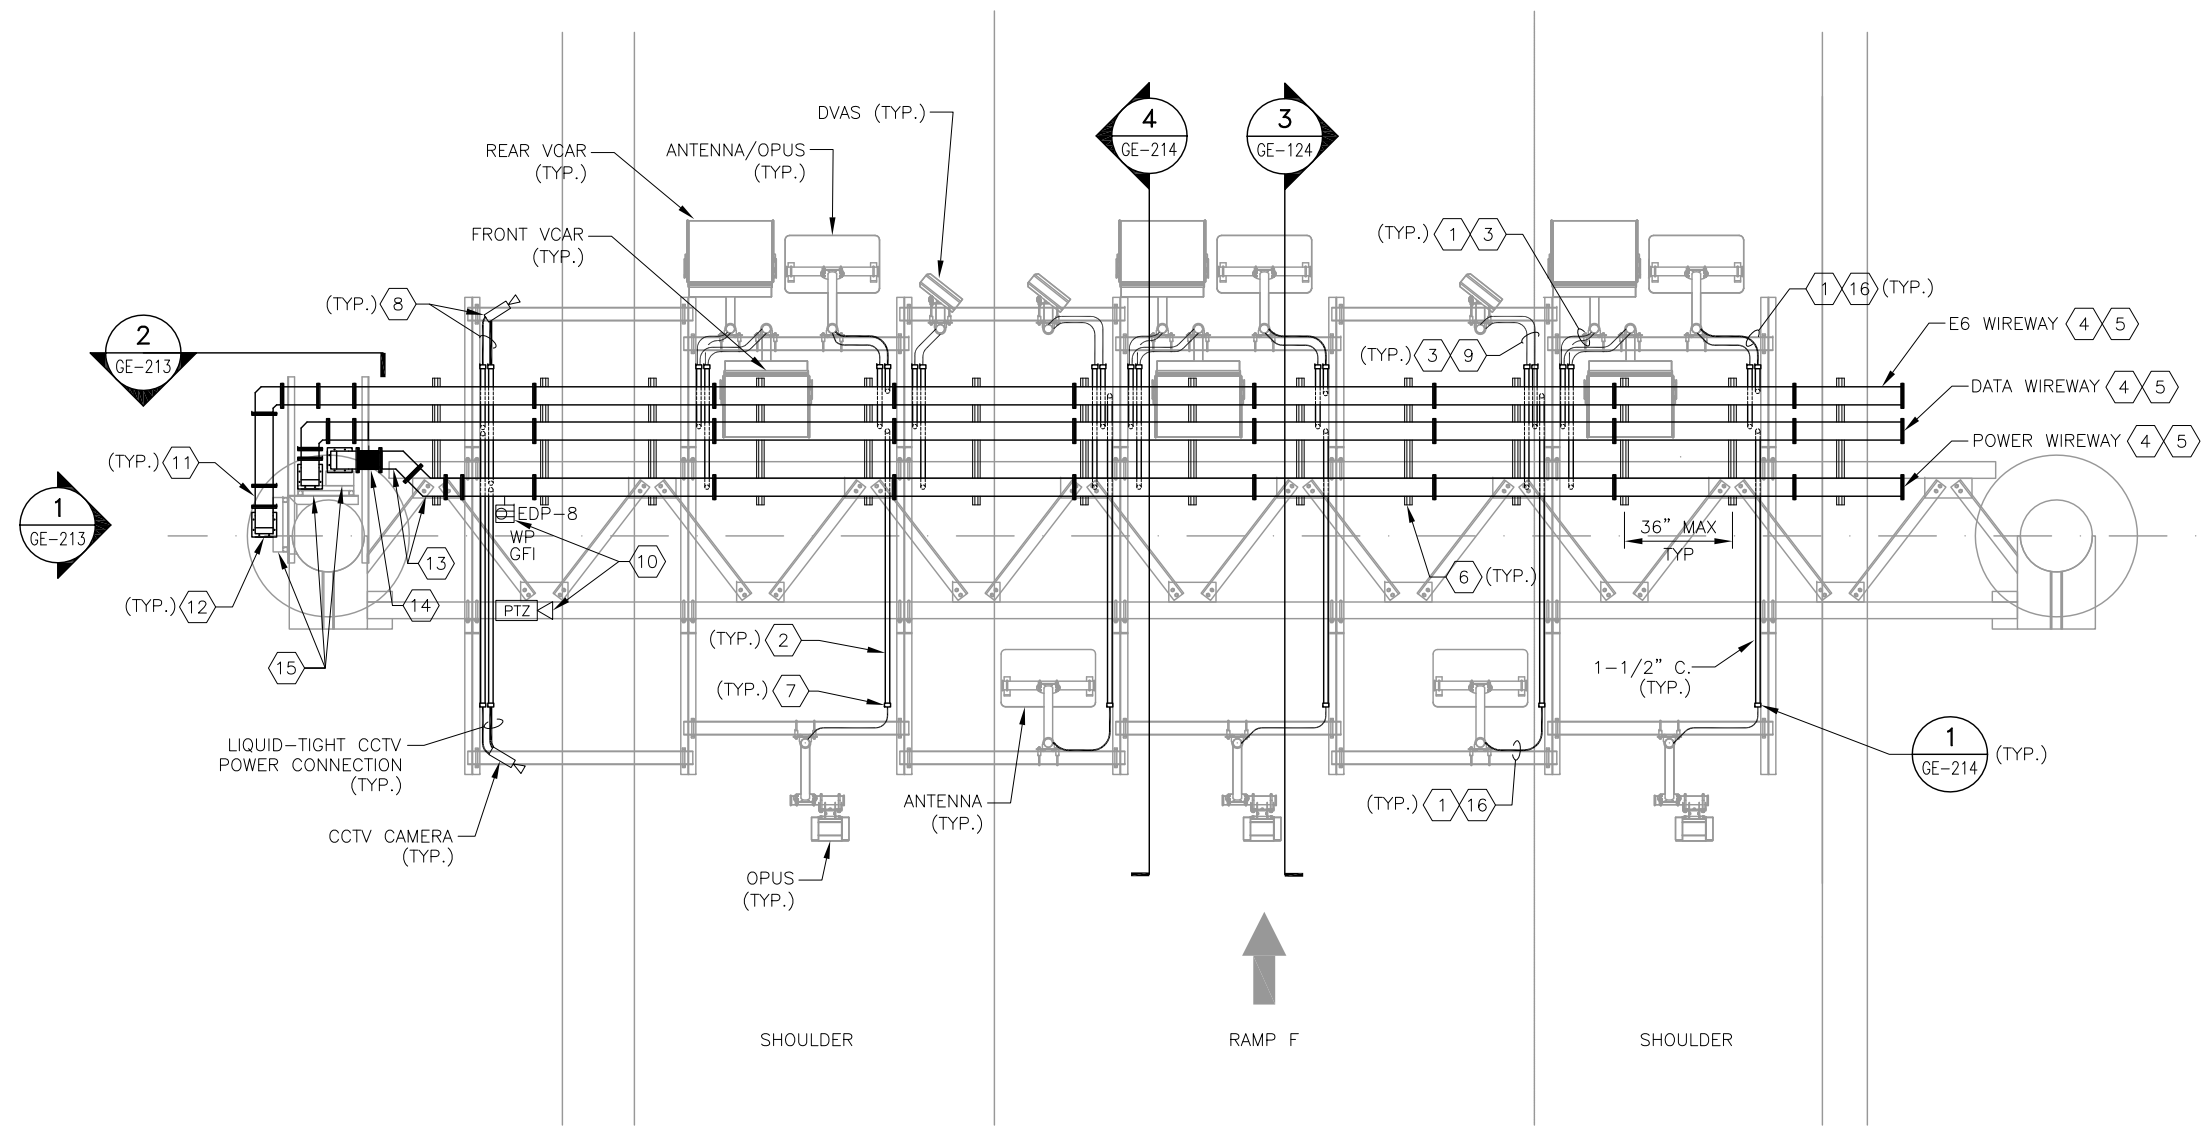 DVAS (TYP.)
4
GE-214
3
GE-124
REAR VCAR
(TYP.)
ANTENNA/OPUS
(TYP.)
FRONT VCAR
(TYP.)
(TYP.) 1 3
(TYP.) 8
1 16 (TYP.)
2
GE-213
E6 WIREWAY 4 5
(TYP.) 3 9
DATA WIREWAY 4 5
POWER WIREWAY 4 5
(TYP.) 11
1
GE-213
EDP-8
WP
GFI
36" MAX
TYP
13
10
6 (TYP.)
(TYP.) 12
14
PTZ
15
(TYP.) 2
1-1/2" C.
(TYP.)
(TYP.) 7
LIQUID-TIGHT CCTV
POWER CONNECTION
(TYP.)
1
GE-214
(TYP.)
ANTENNA
(TYP.)
(TYP.) 1 16
CCTV CAMERA
(TYP.)
OPUS
(TYP.)
SHOULDER
RAMP F
SHOULDER